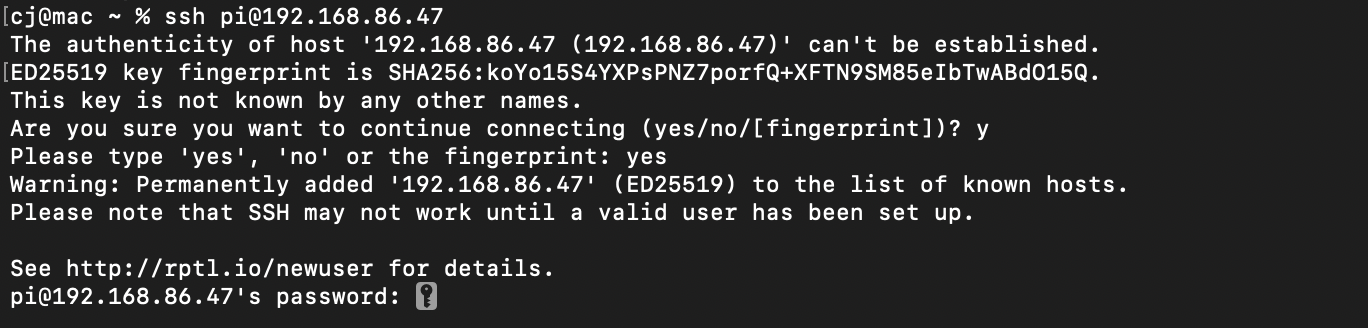 [cj@mac ~ % ssh pi@192.168.86.47
The authenticity of host '192.168.86.47 (192.168.86.47)' can't be established.
[ED25519 key fingerprint is SHA256:koYo15S4YXPsPNZ7porfQ+XFTN9SM85eIbTwABdO15Q.
This key is not known by any other names.
Are you sure you want to continue connecting (yes/no/[fingerprint])? y
Please type 'yes', 'no' or the fingerprint: yes
Warning: Permanently added '192.168.86.47' (ED25519) to the list of known hosts.
Please note that SSH may not work until a valid user has been set up.

See http://rptl.io/newuser for details.
pi@192.168.86.47's password: